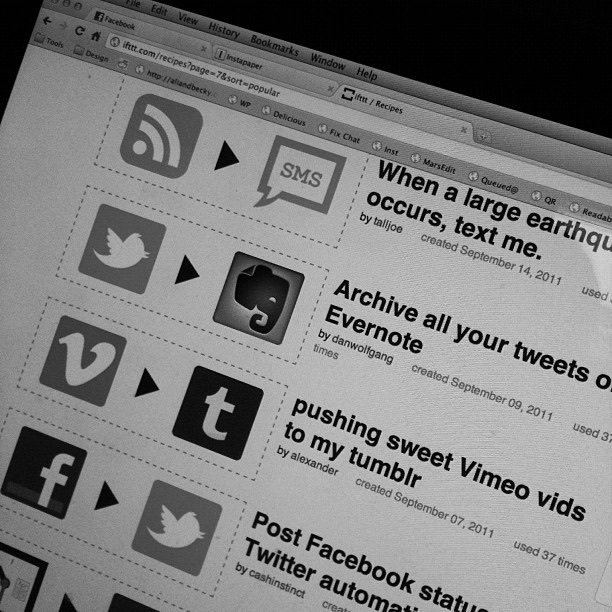 File Edit View History Bookmarks Window Help
Facebook
Instapaper
ifttt / Recipes
ifttt.com/recipes?page=7&sort=popular
Tools Design http://aliandbecky WP Delicious Fix Chat Inst MarsEdit Queued@ QR Readab
SMS
When a large earthqu
occurs, text me.
by talljoe created September 14, 2011 used
Archive all your tweets o
Evernote
by danwolfgang created September 09, 2011 used 37
times
pushing sweet Vimeo vids
to my tumblr
by alexander created September 07, 2011 used 37 times
Post Facebook status
Twitter automati
by cashinstinct create